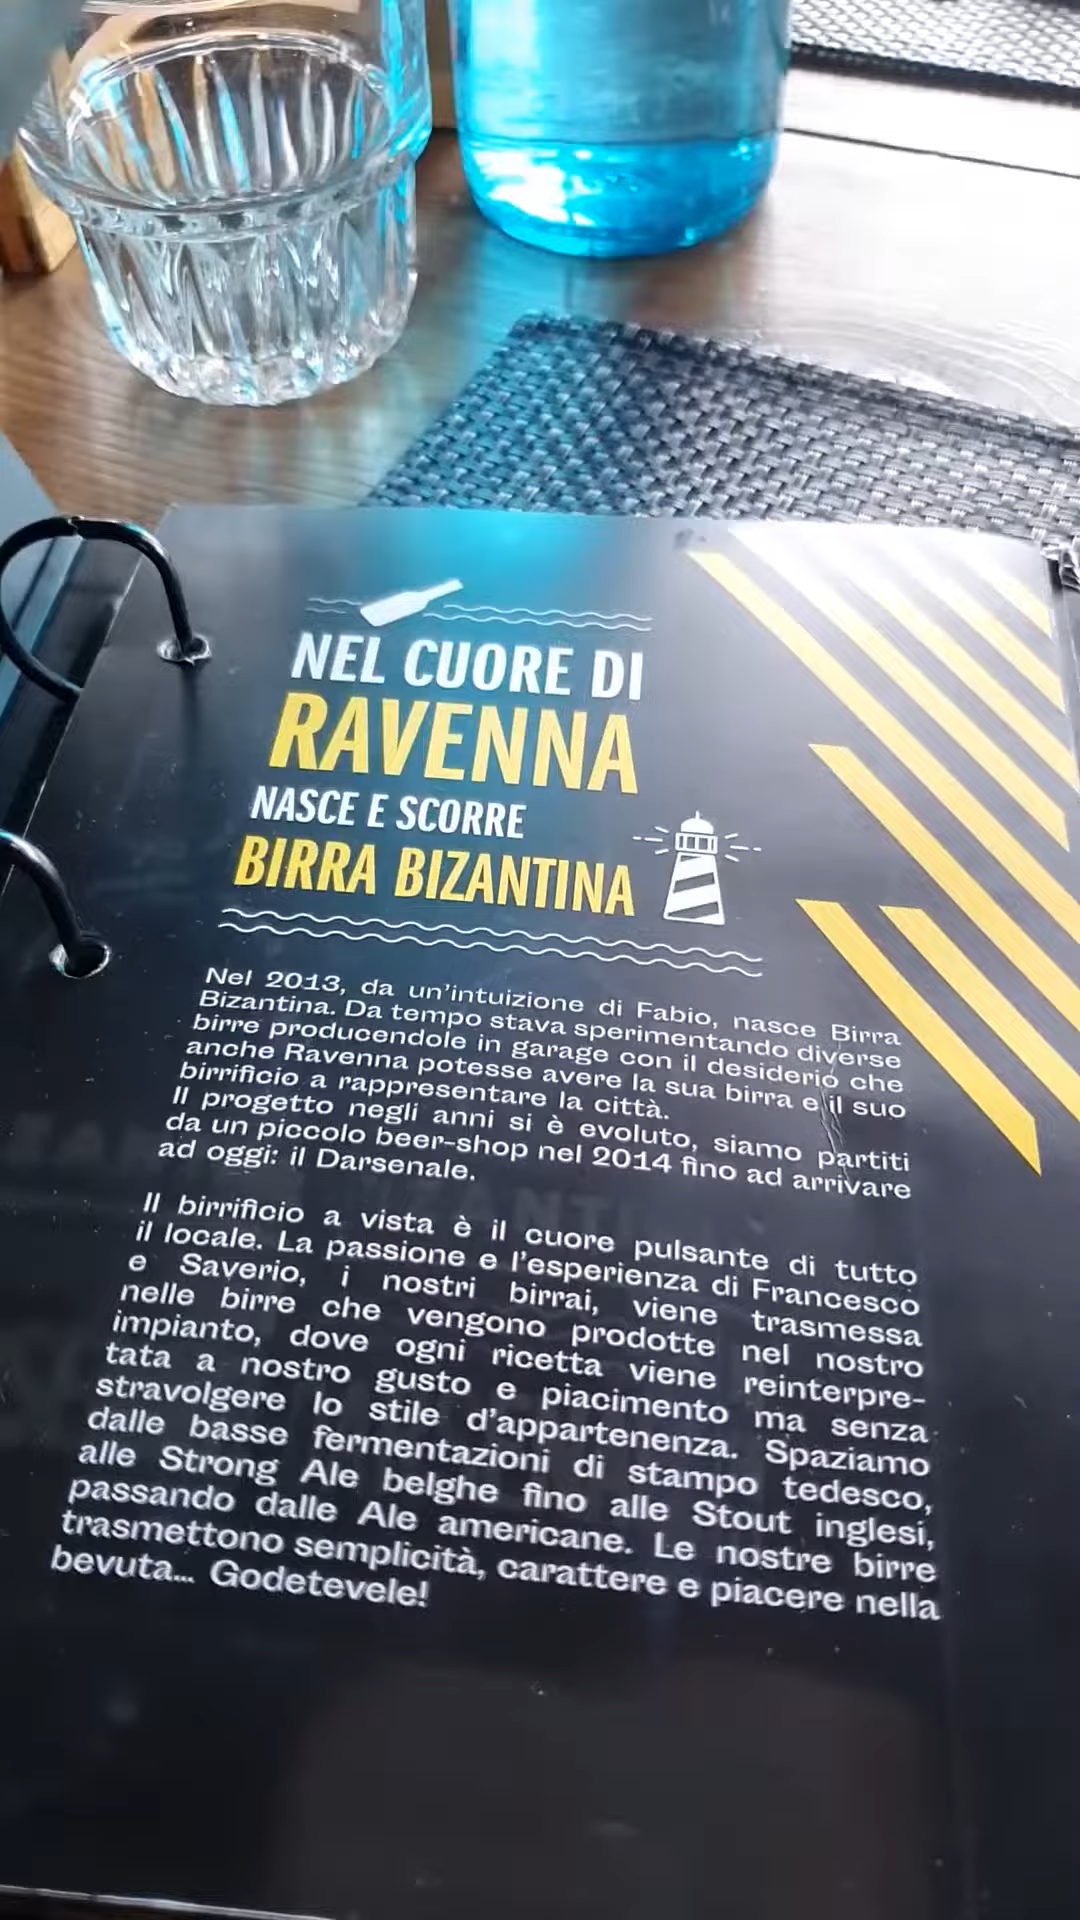 NEL CUORE DI
RAVENNA
NASCE E SCORRE
BIRRA BIZANTINA
Nel 2013, da un'intuizione di Fabio, nasce Birra
Bizantina. Da tempo stava sperimentando diverse
birre producendole in garage con il desiderio che
anche Ravenna potesse avere la sua birra e il suo
birrificio a rappresentare la città.
Il progetto negli anni si è evoluto, siamo partiti
da un piccolo beer-shop nel 2014 fino ad arrivare
ad oggi: il Darsenale.
Il birrificio a vista è il cuore pulsante di tutto
il locale. La passione e l'esperienza di Francesco
e Saverio, i nostri birrai, viene trasmessa
nelle birre che vengono prodotte nel nostro
impianto, dove ogni ricetta viene reinterpre-
tata a nostro gusto e piacimento ma senza
stravolgere lo stile d'appartenenza. Spaziamo
dalle basse fermentazioni di stampo tedesco,
alle Strong Ale belghe fino alle Stout inglesi,
passando dalle Ale americane. Le nostre birre
trasmettono semplicità, carattere e piacere nella
bevuta... Godetevele!